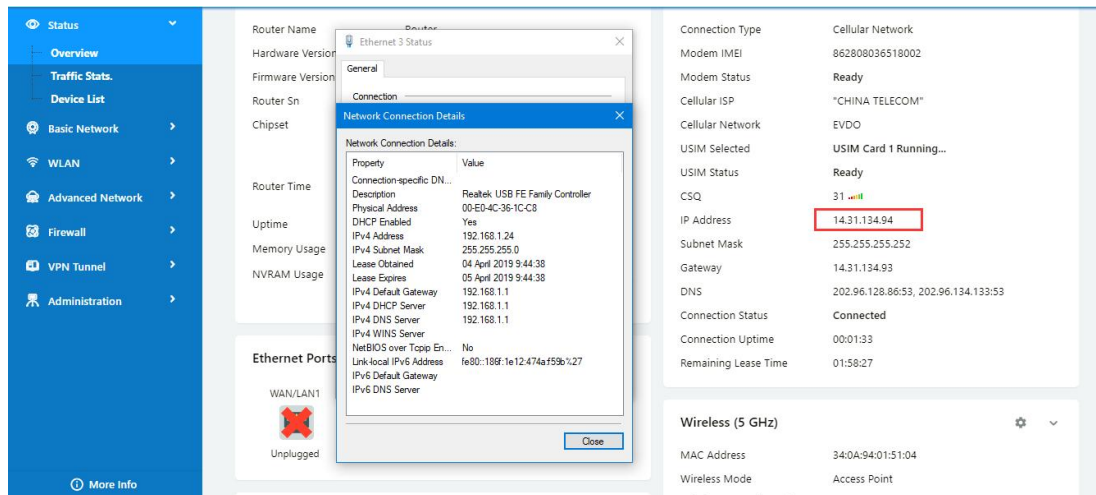 Status
Overview
Traffic Stats.
Device List
Basic Network
WLAN
Advanced Network
Firewall
VPN Tunnel
Administration
More Info
Router Name
Hardware Version
Firmware Version
Router Sn
Chipset
Router Time
Uptime
Memory Usage
NVRAM Usage
Ethernet Ports
WAN/LAN1
Unplugged
Ethernet 3 Status
General
Connection
Network Connection Details
Network Connection Details:
Property Value
Connection-specific DN...
Description Realtek USB FE Family Controller
Physical Address 00-E0-4C-36-1C-C8
DHCP Enabled Yes
IPv4 Address 192.168.1.24
IPv4 Subnet Mask 255.255.255.0
Lease Obtained 04 April 2019 9:44:38
Lease Expires 05 April 2019 9:44:38
IPv4 Default Gateway 192.168.1.1
IPv4 DHCP Server 192.168.1.1
IPv4 DNS Server 192.168.1.1
IPv4 WINS Server
NetBIOS over Tcpip En... No
Link-local IPv6 Address fe80::186f:1e12:474a:f59b%27
IPv6 Default Gateway
IPv6 DNS Server
Close
Connection Type Cellular Network
Modem IMEI 862808036518002
Modem Status Ready
Cellular ISP "CHINA TELECOM"
Cellular Network EVDO
USIM Selected USIM Card 1 Running...
USIM Status Ready
CSQ 31
IP Address 14.31.134.94
Subnet Mask 255.255.255.252
Gateway 14.31.134.93
DNS 202.96.128.86:53, 202.96.134.133:53
Connection Status Connected
Connection Uptime 00:01:33
Remaining Lease Time 01:58:27
Wireless (5 GHz)
MAC Address 34:0A:94:01:51:04
Wireless Mode Access Point